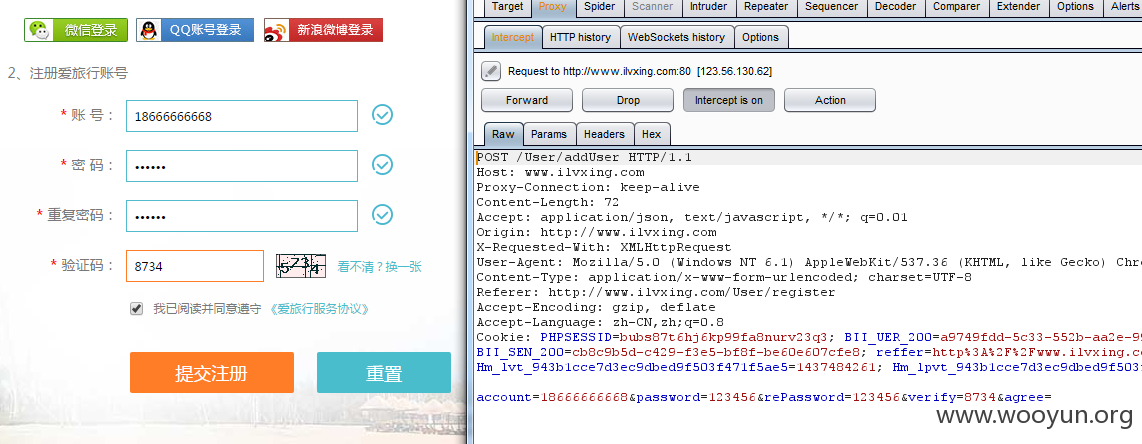 微信登录 QQ账号登录 新浪微博登录
2、注册爱旅行账号
* 账 号： 18666666668
* 密 码： ••••••
* 重复密码： ••••••
* 验证码： 8734 5734 看不清？换一张
我已阅读并同意遵守 《爱旅行服务协议》
提交注册 重置
Target Proxy Spider Scanner Intruder Repeater Sequencer Decoder Comparer Extender Options Alerts
Intercept HTTP history WebSockets history Options
Request to http://www.ilvxing.com:80 [123.56.130.62]
Forward Drop Intercept is on Action
Raw Params Headers Hex
POST /User/addUser HTTP/1.1
Host: www.ilvxing.com
Proxy-Connection: keep-alive
Content-Length: 72
Accept: application/json, text/javascript, */*; q=0.01
Origin: http://www.ilvxing.com
X-Requested-With: XMLHttpRequest
User-Agent: Mozilla/5.0 (Windows NT 6.1) AppleWebKit/537.36 (KHTML, like Gecko) Chro
Content-Type: application/x-www-form-urlencoded; charset=UTF-8
Referer: http://www.ilvxing.com/User/register
Accept-Encoding: gzip, deflate
Accept-Language: zh-CN,zh;q=0.8
Cookie: PHPSESSID=bubs87t6hj6kp99fa8nurv23q3; BII_UER_200=a9749fdd-5c33-552b-aa2e-99
BII_SEN_200=cb8c9b5d-c429-f3e5-bf8f-be60e607cfe8; reffer=http%3A%2F%2Fwww.ilvxing.co
Hm_lvt_943b1cce7d3ec9dbed9f503f471f5ae5=1437484261; Hm_lpvt_943b1cce7d3ec9dbed9f503f
account=18666666668&password=123456&rePassword=123456&verify=8734&agree=
www.wooyun.org